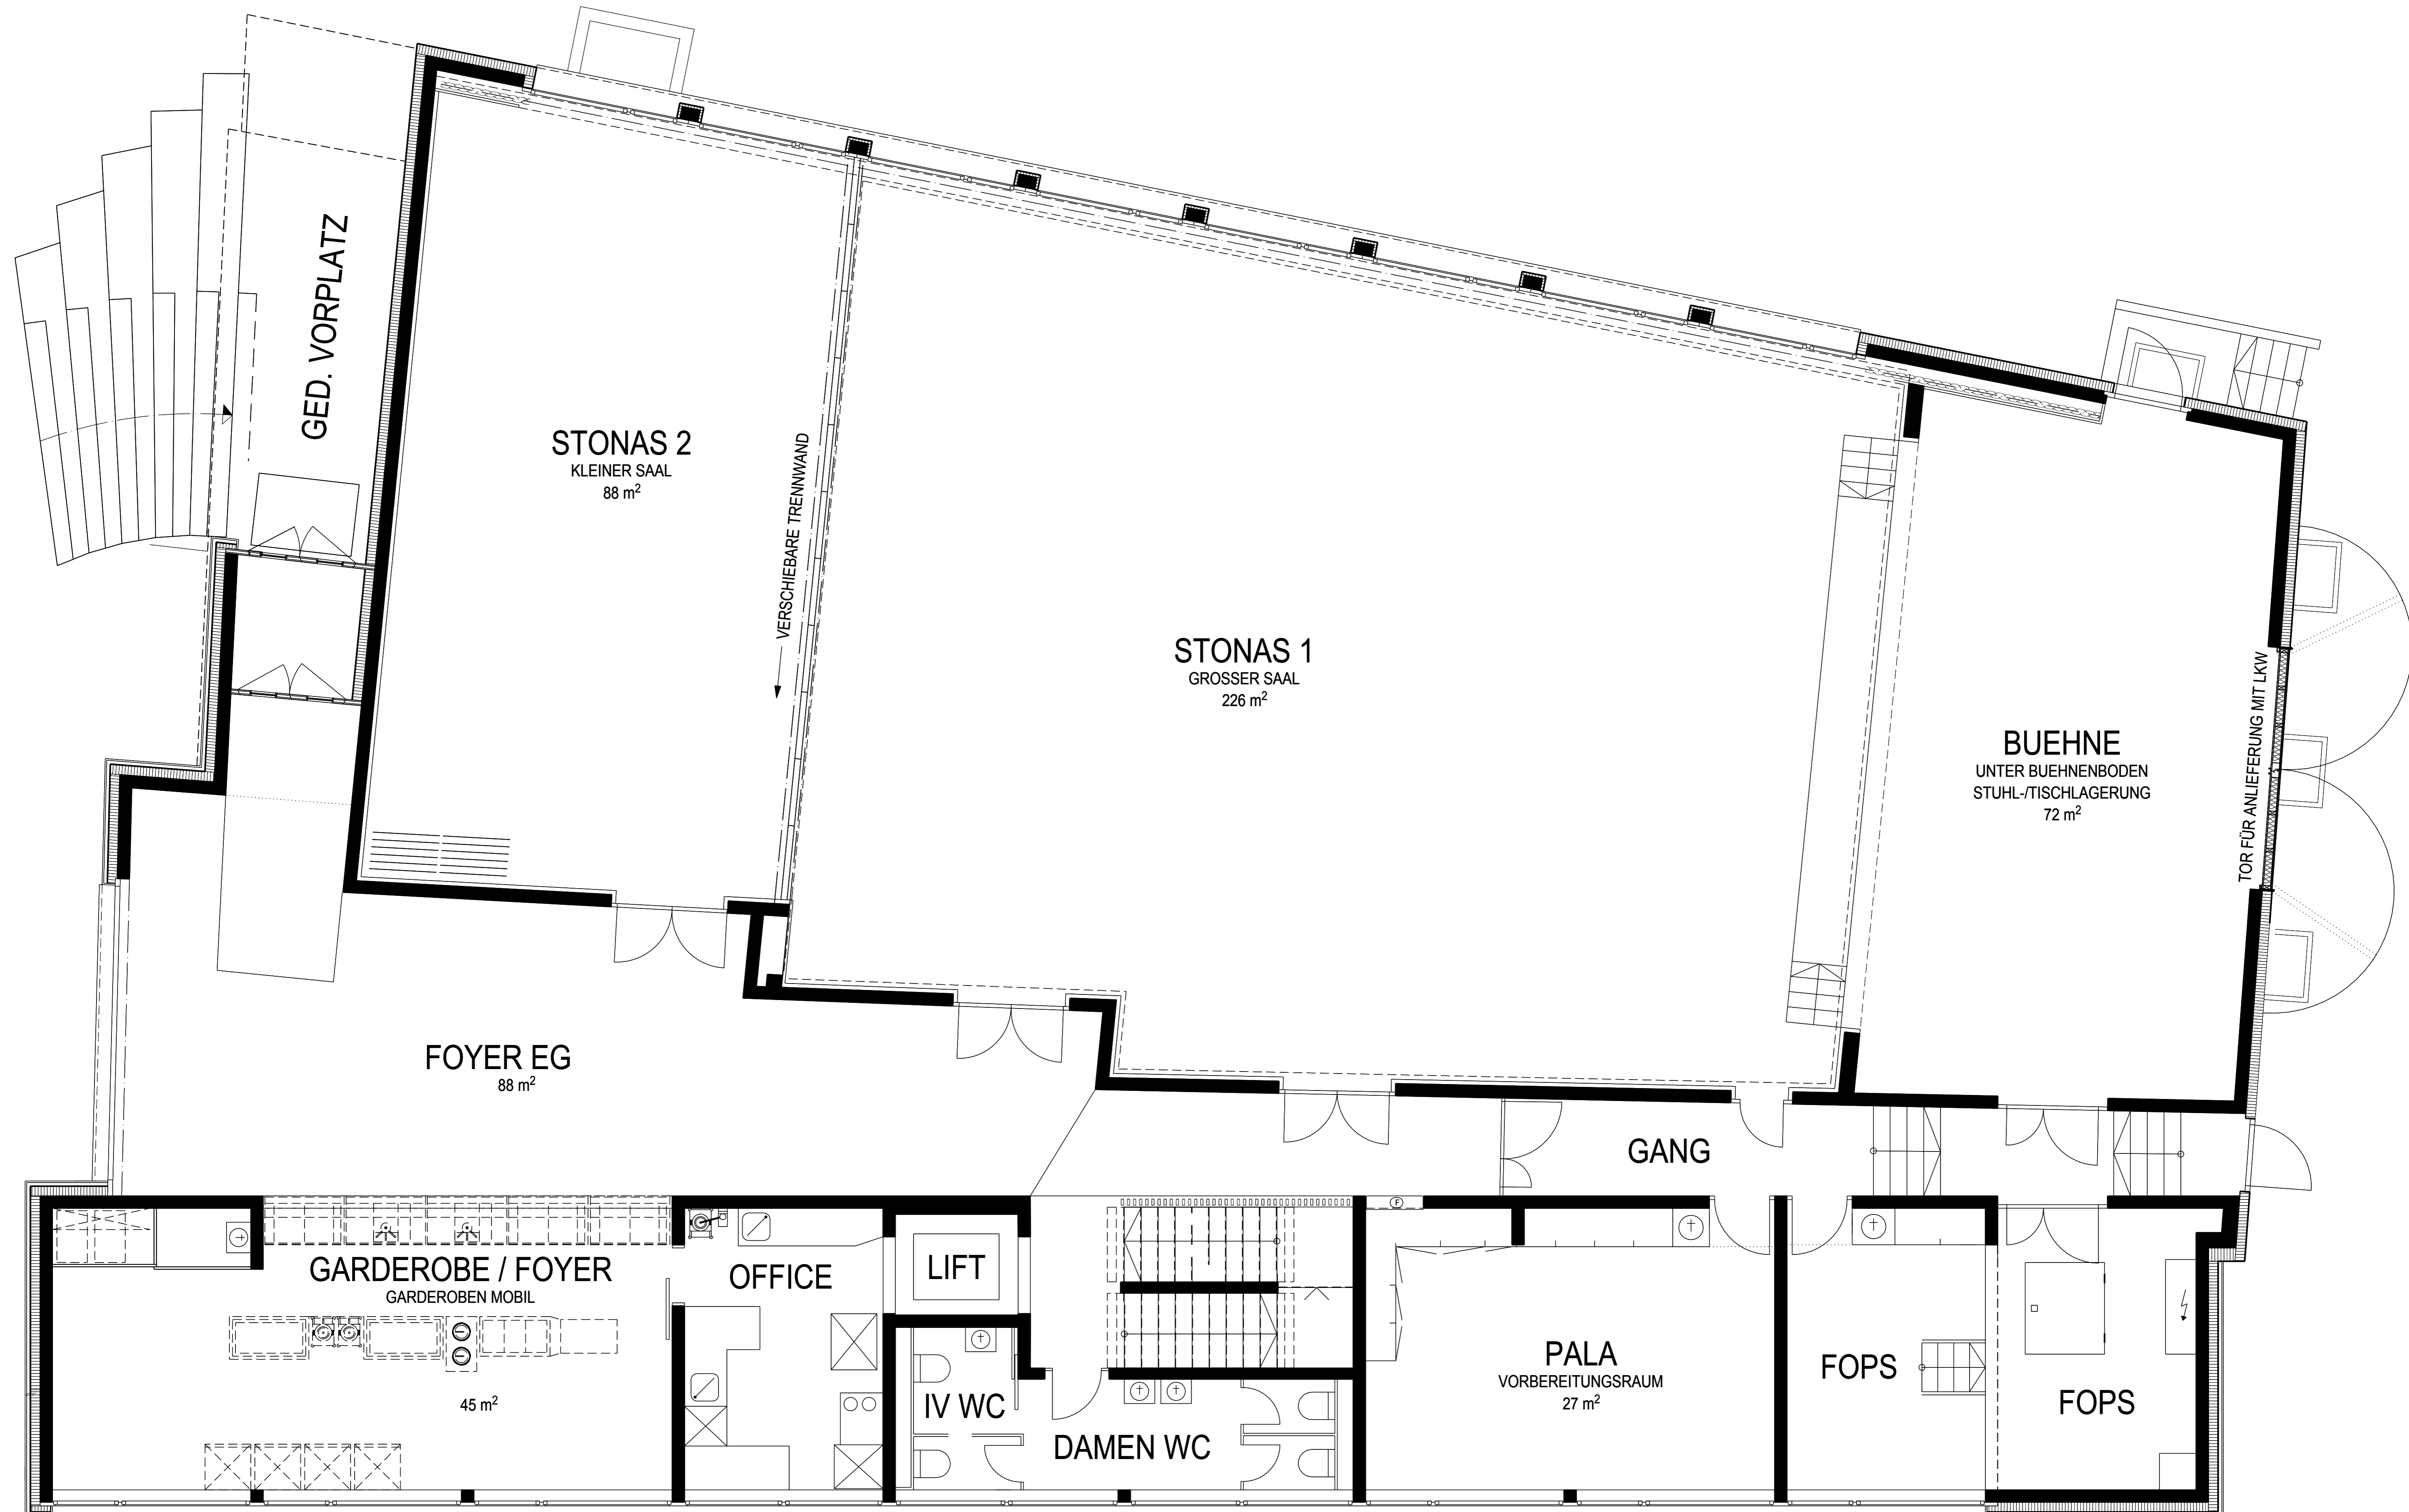 GED. VORPLATZ
STONAS 2
KLEINER SAAL
88 m²
VERSCHIEBARE TRENNWAND
STONAS 1
GROSSER SAAL
226 m²
BUEHNE
UNTER BUEHNENBODEN
STUHL-/TISCHLAGERUNG
72 m²
TOR FÜR ANLIEFERUNG MIT LKW
FOYER EG
88 m²
GANG
F
GARDEROBE / FOYER
GARDEROBEN MOBIL
45 m²
OFFICE
LIFT
IV WC
DAMEN WC
PALA
VORBEREITUNGSRAUM
27 m²
FOPS
FOPS